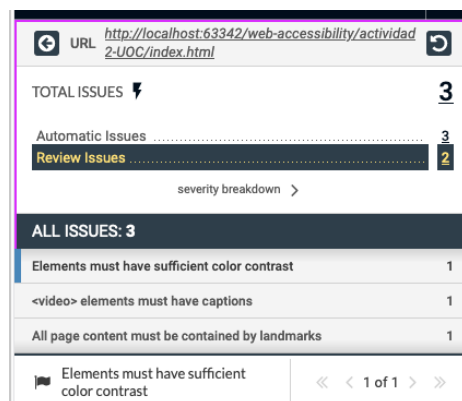 URL http://localhost:63342/web-accessibility/actividad
2-UOC/index.html
TOTAL ISSUES 3
Automatic Issues 3
Review Issues 2
severity breakdown
ALL ISSUES: 3
Elements must have sufficient color contrast 1
<video> elements must have captions 1
All page content must be contained by landmarks 1
Elements must have sufficient
color contrast
1 of 1